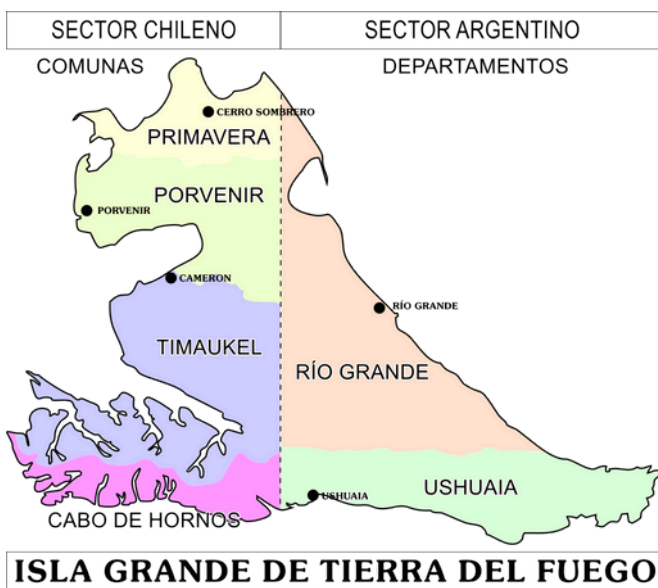 SECTOR CHILENO
SECTOR ARGENTINO
COMUNAS
DEPARTAMENTOS
CERRO SOMBRERO
PRIMAVERA
PORVENIR
PORVENIR
CAMERON
RÍO GRANDE
TIMAUKEL
RÍO GRANDE
USHUAIA
USHUAIA
CABO DE HORNOS
ISLA GRANDE DE TIERRA DEL FUEGO